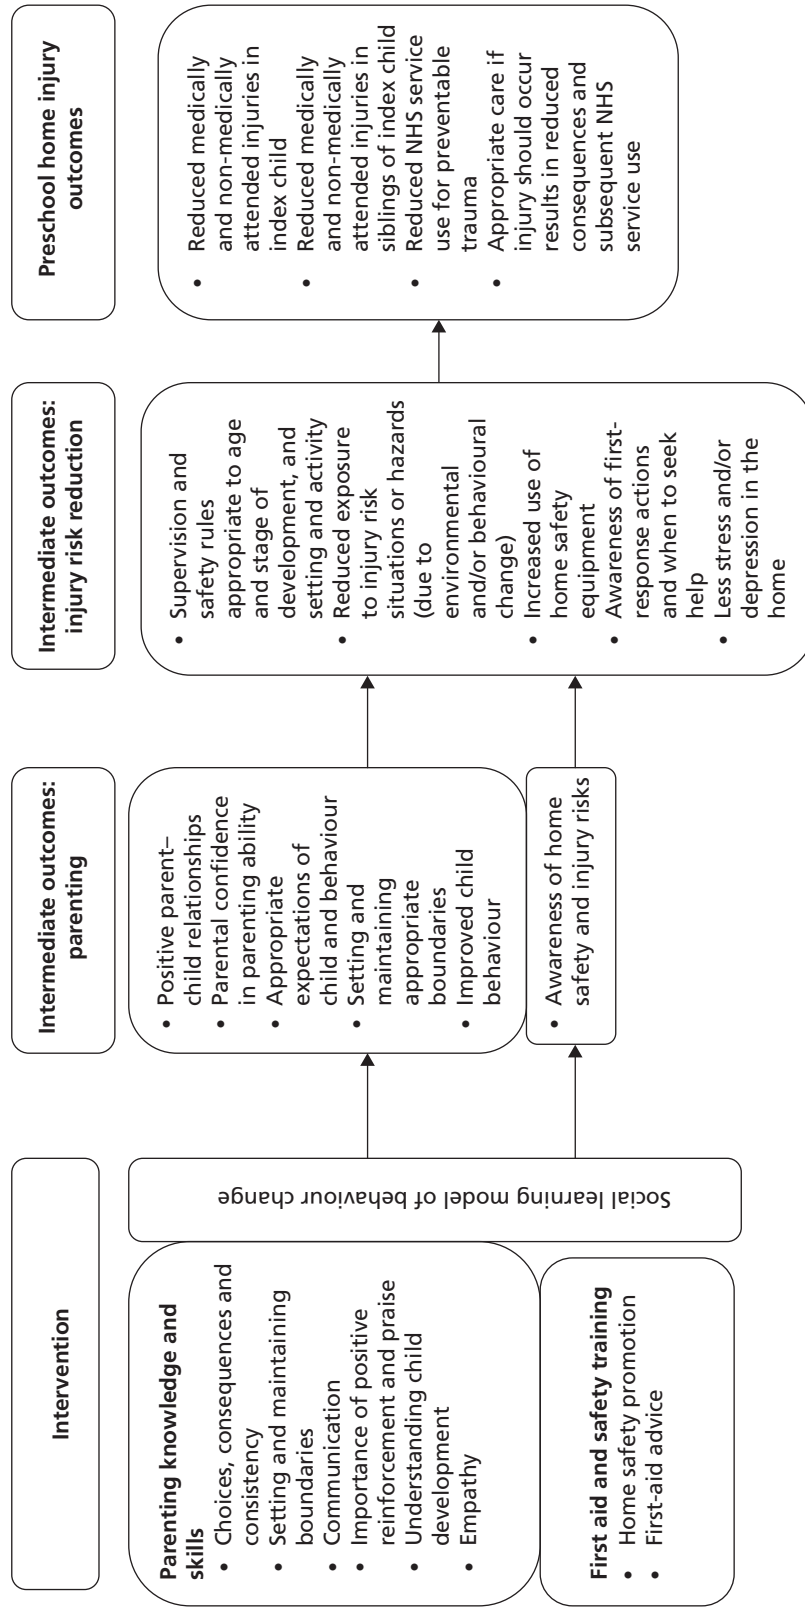 Intervention
Parenting knowledge and
skills
• Choices, consequences and
consistency
• Setting and maintaining
boundaries
• Communication
• Importance of positive
reinforcement and praise
• Understanding child
development
• Empathy
First aid and safety training
• Home safety promotion
• First-aid advice
Social learning model of behaviour change
Intermediate outcomes:
parenting
• Positive parent–
child relationships
• Parental confidence
in parenting ability
• Appropriate
expectations of
child and behaviour
• Setting and
maintaining
appropriate
boundaries
• Improved child
behaviour
• Awareness of home
safety and injury risks
Intermediate outcomes:
injury risk reduction
• Supervision and
safety rules
appropriate to age
and stage of
development, and
setting and activity
• Reduced exposure
to injury risk
situations or hazards
(due to
environmental
and/or behavioural
change)
• Increased use of
home safety
equipment
• Awareness of first-
response actions
and when to seek
help
• Less stress and/or
depression in the
home
Preschool home injury
outcomes
• Reduced medically
and non-medically
attended injuries in
index child
• Reduced medically
and non-medically
attended injuries in
siblings of index child
• Reduced NHS service
use for preventable
trauma
• Appropriate care if
injury should occur
results in reduced
consequences and
subsequent NHS
service use